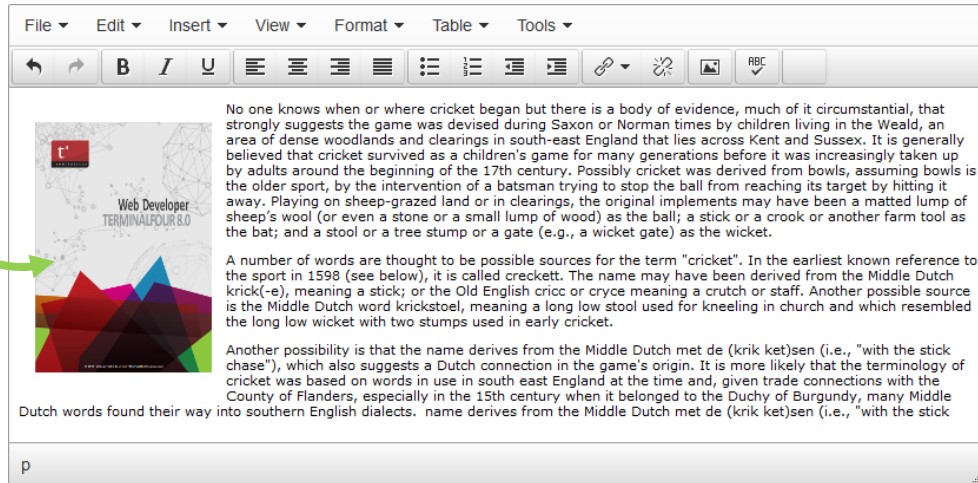 File Edit Insert View Format Table Tools
B I U ABC
No one knows when or where cricket began but there is a body of evidence, much of it circumstantial, that
strongly suggests the game was devised during Saxon or Norman times by children living in the Weald, an
area of dense woodlands and clearings in south-east England that lies across Kent and Sussex. It is generally
believed that cricket survived as a children's game for many generations before it was increasingly taken up
by adults around the beginning of the 17th century. Possibly cricket was derived from bowls, assuming bowls is
the older sport, by the intervention of a batsman trying to stop the ball from reaching its target by hitting it
away. Playing on sheep-grazed land or in clearings, the original implements may have been a matted lump of
sheep's wool (or even a stone or a small lump of wood) as the ball; a stick or a crook or another farm tool as
the bat; and a stool or a tree stump or a gate (e.g., a wicket gate) as the wicket.
t'
Web Developer
TERMINALFOUR 8.0
A number of words are thought to be possible sources for the term "cricket". In the earliest known reference to
the sport in 1598 (see below), it is called creckett. The name may have been derived from the Middle Dutch
krick(-e), meaning a stick; or the Old English cricc or cryce meaning a crutch or staff. Another possible source
is the Middle Dutch word krickstoel, meaning a long low stool used for kneeling in church and which resembled
the long low wicket with two stumps used in early cricket.
Another possibility is that the name derives from the Middle Dutch met de (krik ket)sen (i.e., "with the stick
chase"), which also suggests a Dutch connection in the game's origin. It is more likely that the terminology of
cricket was based on words in use in south east England at the time and, given trade connections with the
County of Flanders, especially in the 15th century when it belonged to the Duchy of Burgundy, many Middle
Dutch words found their way into southern English dialects. name derives from the Middle Dutch met de (krik ket)sen (i.e., "with the stick
p